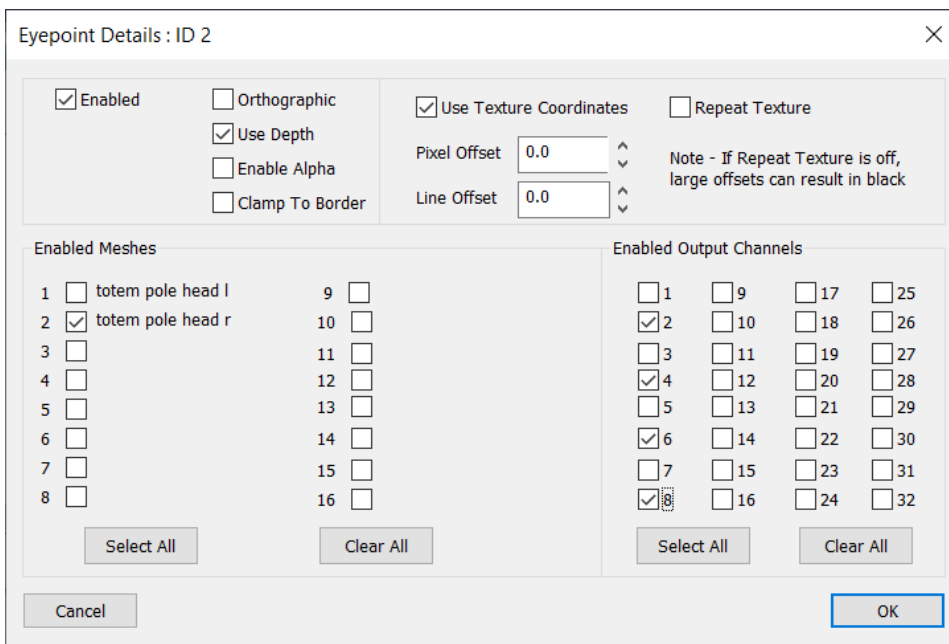 Eyepoint Details : ID 2
Enabled
Orthographic
Use Depth
Enable Alpha
Clamp To Border
Use Texture Coordinates
Repeat Texture
Pixel Offset 0.0
Line Offset 0.0
Note - If Repeat Texture is off,
large offsets can result in black
Enabled Meshes
1 totem pole head l 9
2 totem pole head r 10
3 11
4 12
5 13
6 14
7 15
8 16
Select All Clear All
Enabled Output Channels
1 9 17 25
2 10 18 26
3 11 19 27
4 12 20 28
5 13 21 29
6 14 22 30
7 15 23 31
8 16 24 32
Select All Clear All
Cancel OK